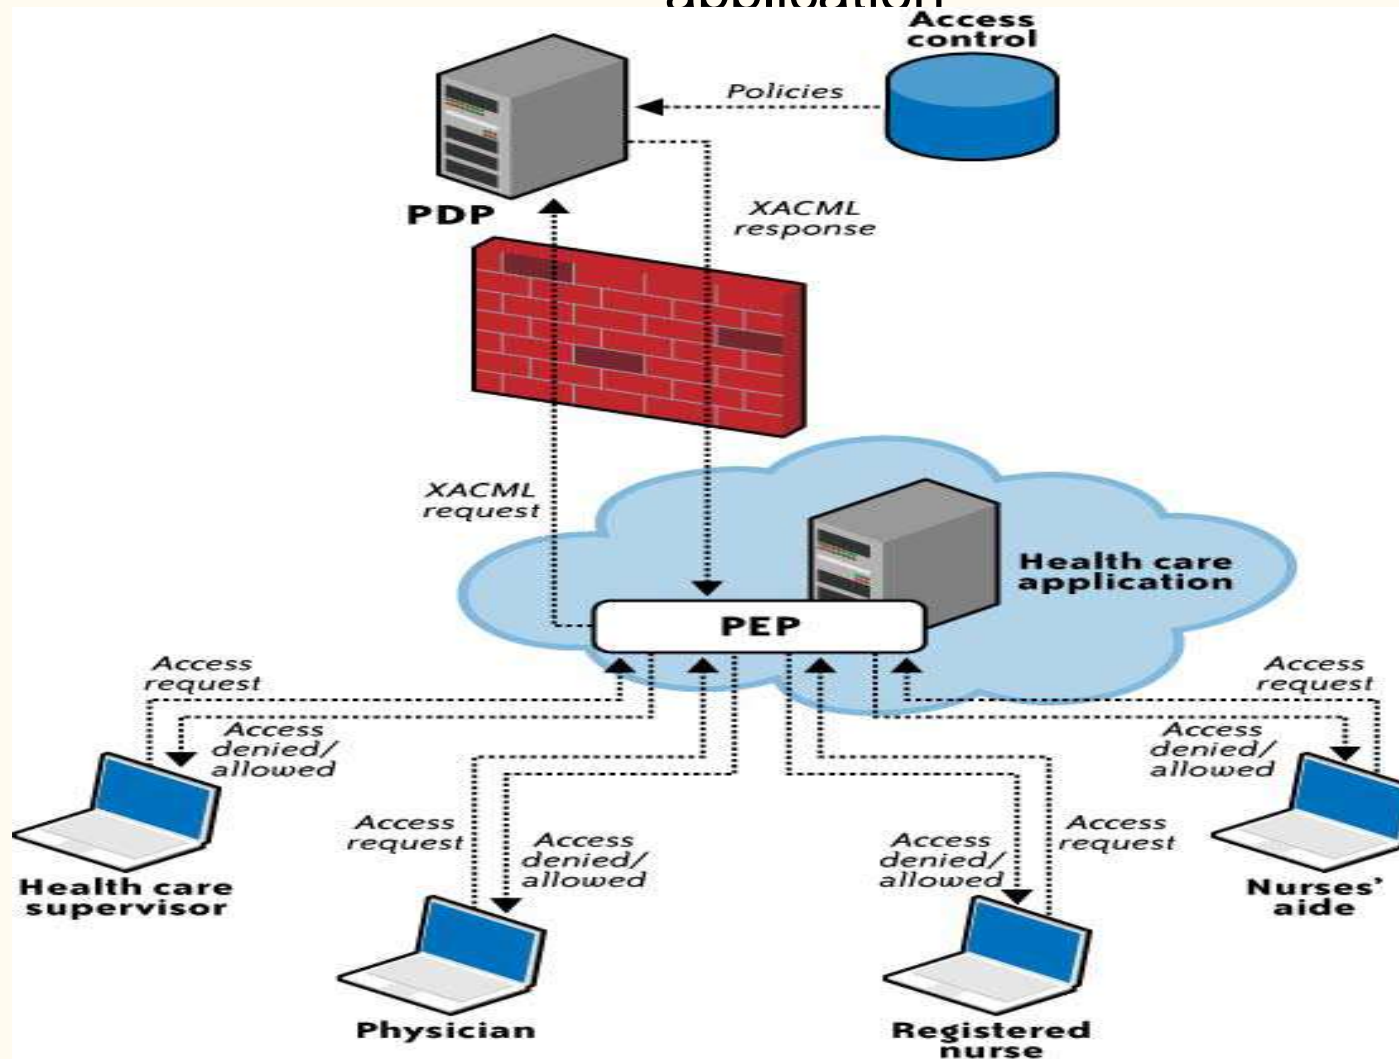 application
Access
control
Policies
PDP
XACML
response
XACML
request
Health care
application
PEP
Access
request
Access
denied/
allowed
Access
request
Access
denied/
allowed
Access
request
Access
denied/
allowed
Access
denied/
allowed
Access
request
Health care
supervisor
Nurses’
aide
Physician
Registered
nurse